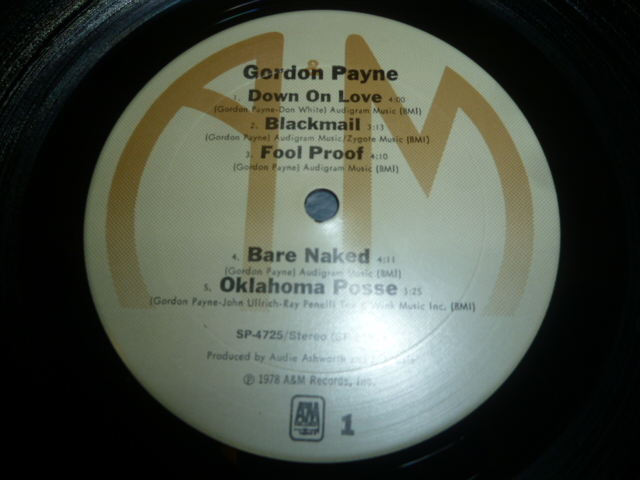 A&M
Gordon Payne
1. Down On Love 4:00
(Gordon Payne-Dan White) Audigram Music (BMI)
2. Blackmail 3:13
(Gordon Payne) Audigram Music/Zygote Music (BMI)
3. Fool Proof 4:10
(Gordon Payne) Audigram Music (BMI)
4. Bare Naked 4:11
(Gordon Payne) Audigram Music (BMI)
5. Oklahoma Posse 5:25
(Gordon Payne-John Ullrich-Ray Penelli) Wink Music Inc. (BMI)
SP-4725/Stereo
Produced by Audie Ashworth and
℗ 1978 A&M Records, Inc.
A&M 1